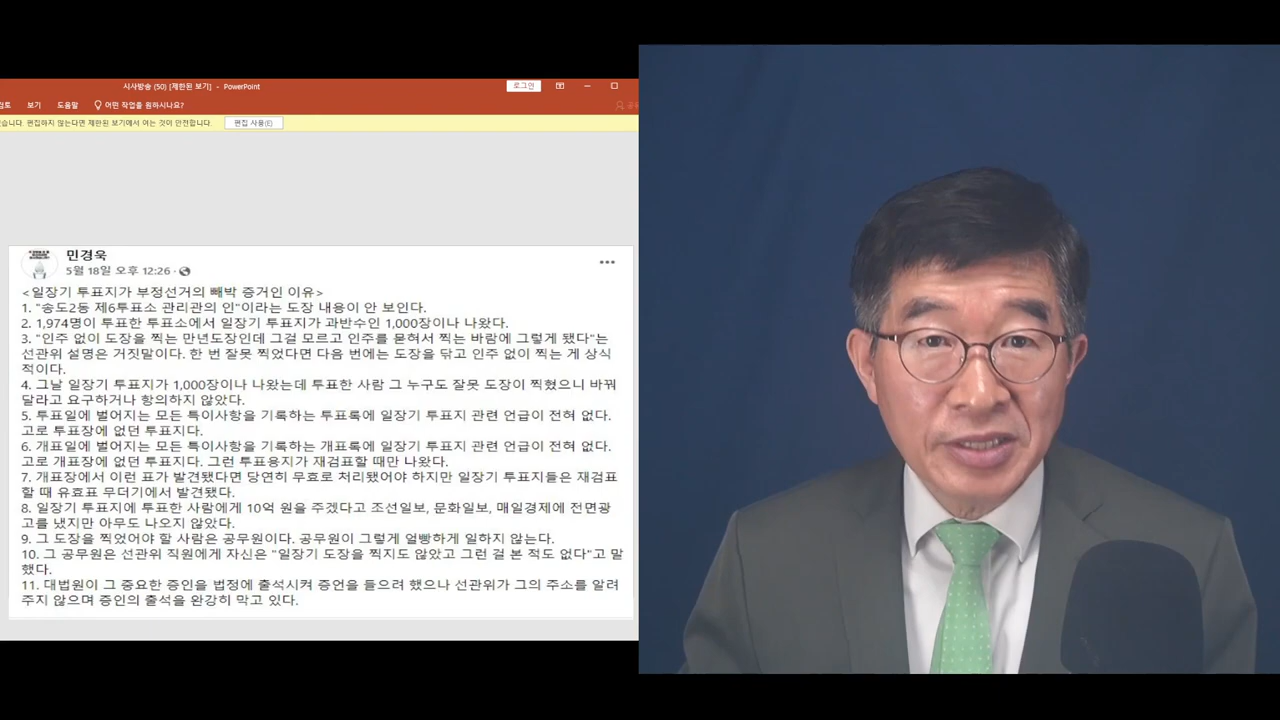 시사방송 (50) [제한된 보기] - PowerPoint
로그인
검토 보기 도움말 어떤 작업을 원하시나요? 공유
있습니다. 편집하지 않는다면 제한된 보기에서 여는 것이 안전합니다. 편집 사용(E)
민경욱
5월 18일 오후 12:26 ·
<일장기 투표지가 부정선거의 빼박 증거인 이유>
1. "송도2동 제6투표소 관리관의 인"이라는 도장 내용이 안 보인다.
2. 1,974명이 투표한 투표소에서 일장기 투표지가 과반수인 1,000장이나 나왔다.
3. "인주 없이 도장을 찍는 만년도장인데 그걸 모르고 인주를 묻혀서 찍는 바람에 그렇게 됐다"는
선관위 설명은 거짓말이다. 한 번 잘못 찍었다면 다음 번에는 도장을 닦고 인주 없이 찍는 게 상식
적이다.
4. 그날 일장기 투표지가 1,000장이나 나왔는데 투표한 사람 그 누구도 잘못 도장이 찍혔으니 바꿔
달라고 요구하거나 항의하지 않았다.
5. 투표일에 벌어지는 모든 특이사항을 기록하는 투표록에 일장기 투표지 관련 언급이 전혀 없다.
고로 투표장에 없던 투표지다.
6. 개표일에 벌어지는 모든 특이사항을 기록하는 개표록에 일장기 투표지 관련 언급이 전혀 없다.
고로 개표장에 없던 투표지다. 그런 투표용지가 재검표할 때만 나왔다.
7. 개표장에서 이런 표가 발견됐다면 당연히 무효로 처리됐어야 하지만 일장기 투표지들은 재검표
할 때 유효표 무더기에서 발견됐다.
8. 일장기 투표지에 투표한 사람에게 10억 원을 주겠다고 조선일보, 문화일보, 매일경제에 전면광
고를 냈지만 아무도 나오지 않았다.
9. 그 도장을 찍었어야 할 사람은 공무원이다. 공무원이 그렇게 얼빵하게 일하지 않는다.
10. 그 공무원은 선관위 직원에게 자신은 "일장기 도장을 찍지도 않았고 그런 걸 본 적도 없다"고 말
했다.
11. 대법원이 그 중요한 증인을 법정에 출석시켜 증언을 들으려 했으나 선관위가 그의 주소를 알려
주지 않으며 증인의 출석을 완강히 막고 있다.